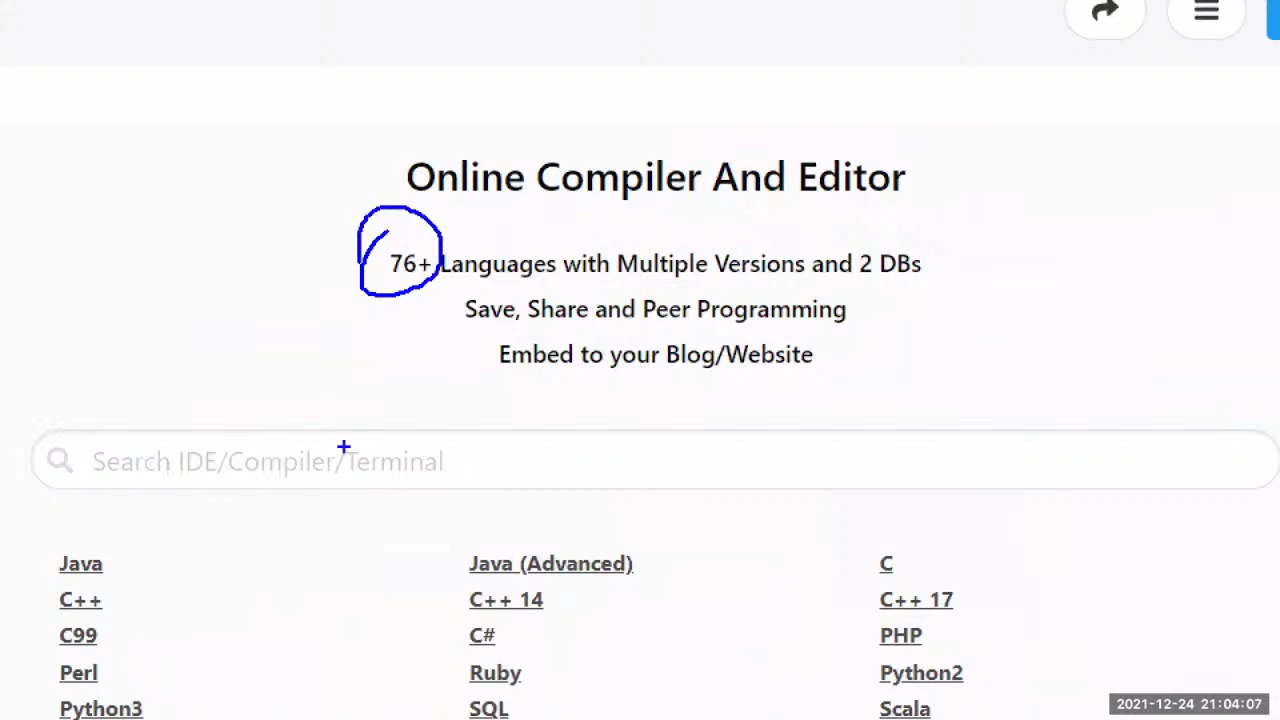 Online Compiler And Editor
76+ Languages with Multiple Versions and 2 DBs
Save, Share and Peer Programming
Embed to your Blog/Website
Search IDE/Compiler/Terminal
Java Java (Advanced) C
C++ C++ 14 C++ 17
C99 C# PHP
Perl Ruby Python2
Python3 SQL Scala
2021-12-24 21:04:07